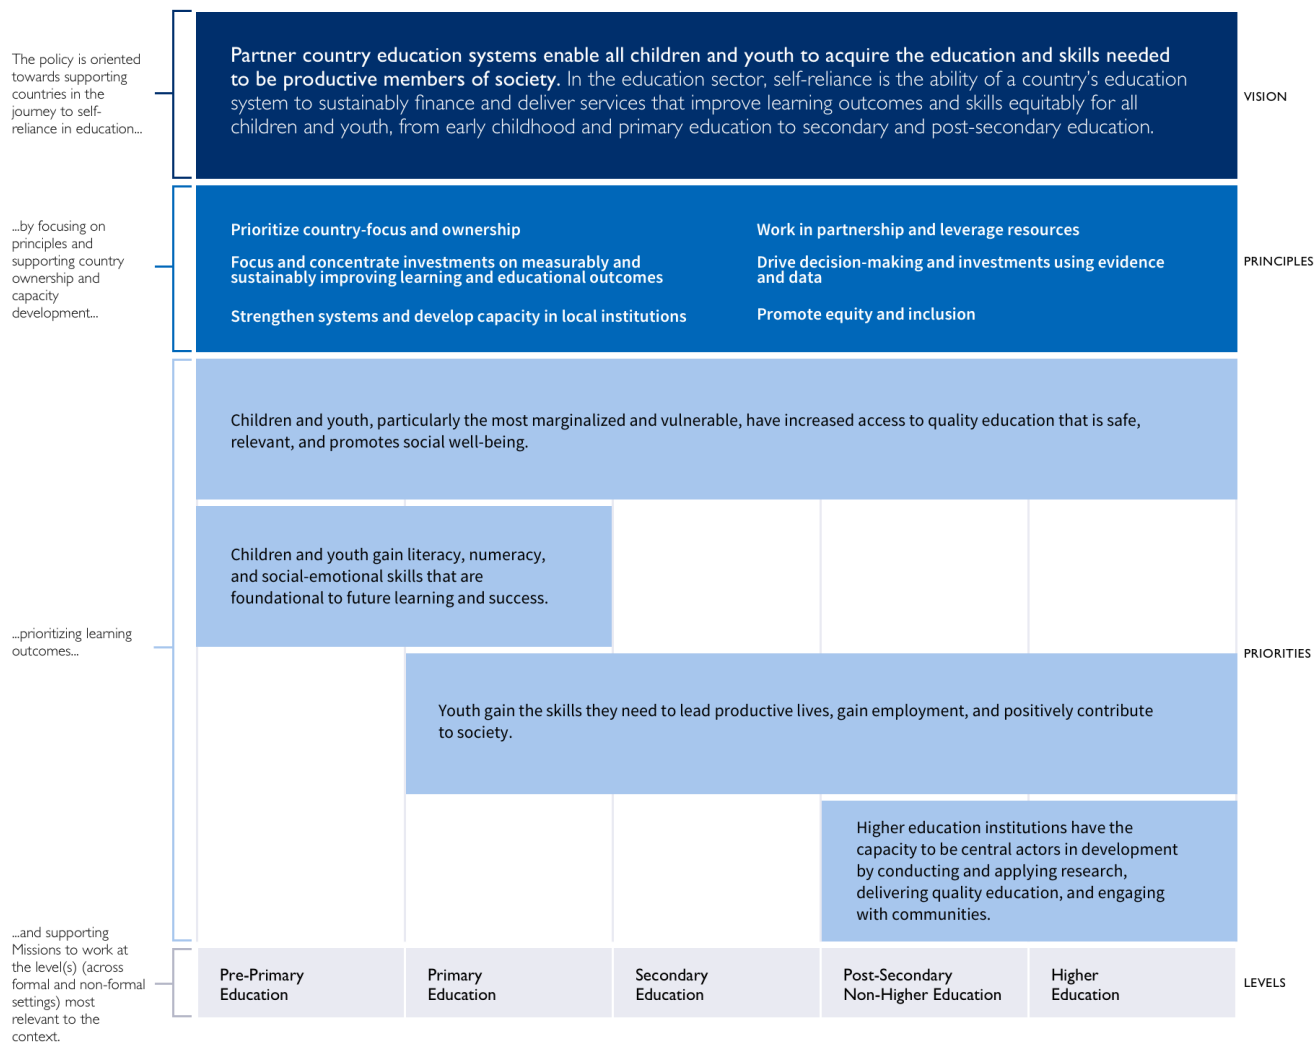 The policy is oriented
towards supporting
countries in the
journey to self-
reliance in education...
Partner country education systems enable all children and youth to acquire the education and skills needed
to be productive members of society. In the education sector, self-reliance is the ability of a country's education
system to sustainably finance and deliver services that improve learning outcomes and skills equitably for all
children and youth, from early childhood and primary education to secondary and post-secondary education.
VISION
...by focusing on
principles and
supporting country
ownership and
capacity
development...
Prioritize country-focus and ownership
Focus and concentrate investments on measurably and
sustainably improving learning and educational outcomes
Strengthen systems and develop capacity in local institutions
Work in partnership and leverage resources
Drive decision-making and investments using evidence
and data
Promote equity and inclusion
PRINCIPLES
...prioritizing learning
outcomes...
Children and youth, particularly the most marginalized and vulnerable, have increased access to quality education that is safe,
relevant, and promotes social well-being.
Children and youth gain literacy, numeracy,
and social-emotional skills that are
foundational to future learning and success.
Youth gain the skills they need to lead productive lives, gain employment, and positively contribute
to society.
Higher education institutions have the
capacity to be central actors in development
by conducting and applying research,
delivering quality education, and engaging
with communities.
PRIORITIES
...and supporting
Missions to work at
the level(s) (across
formal and non-formal
settings) most
relevant to the
context.
Pre-Primary
Education
Primary
Education
Secondary
Education
Post-Secondary
Non-Higher Education
Higher
Education
LEVELS